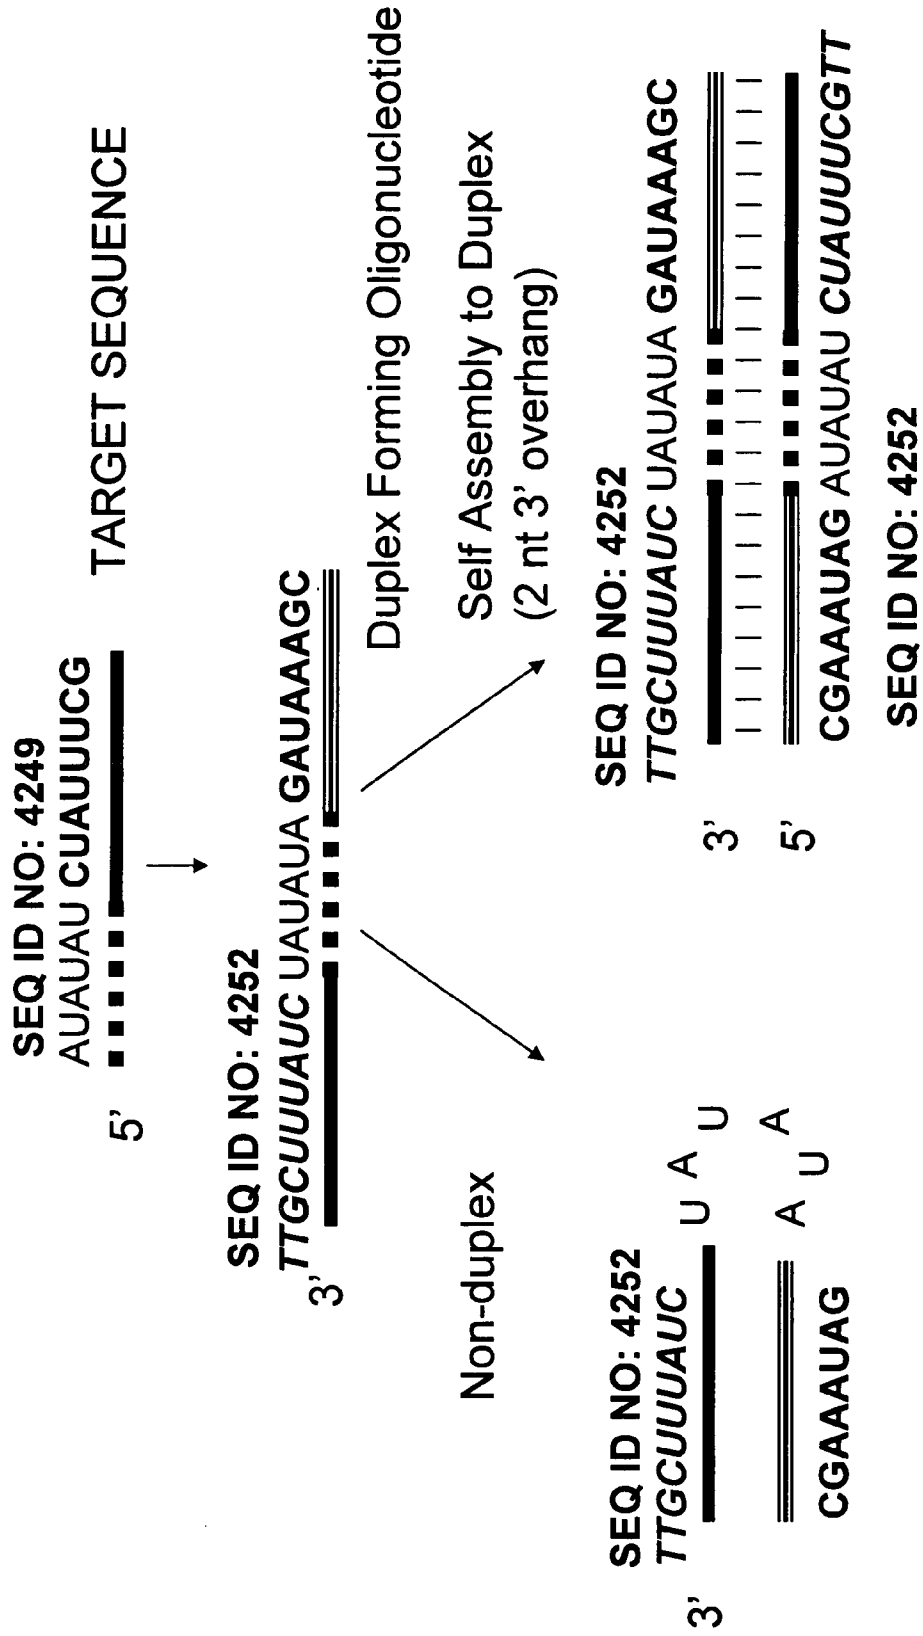 SEQ ID NO: 4249
AUAUAU CUAUUUCG
5'
TARGET SEQUENCE
SEQ ID NO: 4252
TTGCUUUAUC UAUAUA GAUAAAGC
3'
Duplex Forming Oligonucleotide
Non-duplex
Self Assembly to Duplex
(2 nt 3' overhang)
SEQ ID NO: 4252
TTGCUUUAUC
3'
U A U
A U A
CGAAAUAG
SEQ ID NO: 4252
TTGCUUUAUC UAUAUA GAUAAAGC
3'
5'
CGAAAUAG AUAUAU CUAUUUCGTT
SEQ ID NO: 4252